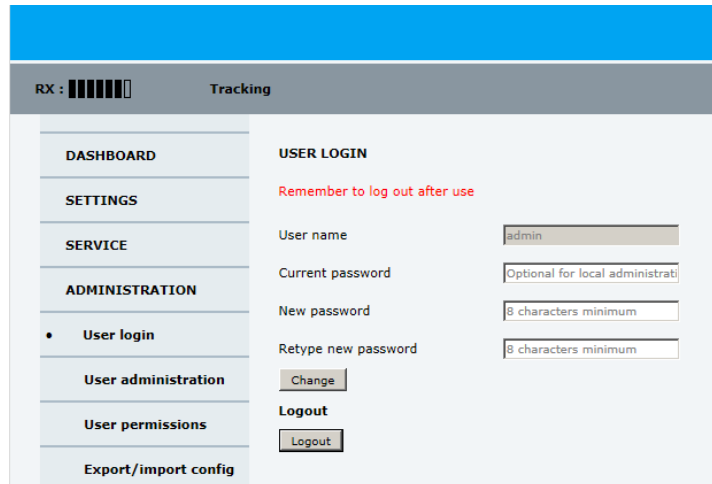 RX : Tracking
DASHBOARD
SETTINGS
SERVICE
ADMINISTRATION
• User login
User administration
User permissions
Export/import config
USER LOGIN
Remember to log out after use
User name admin
Current password Optional for local administrati
New password 8 characters minimum
Retype new password 8 characters minimum
Change
Logout
Logout